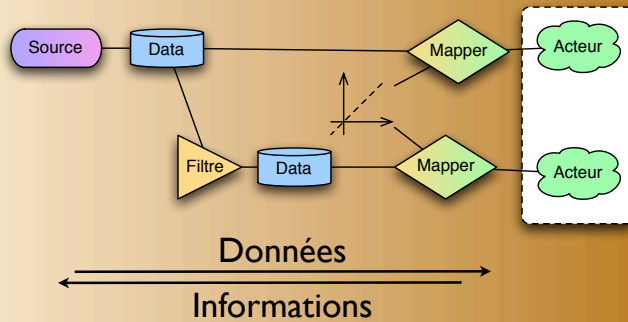 Source
Data
Mapper
Acteur
Filtre
Data
Mapper
Acteur
Données
Informations